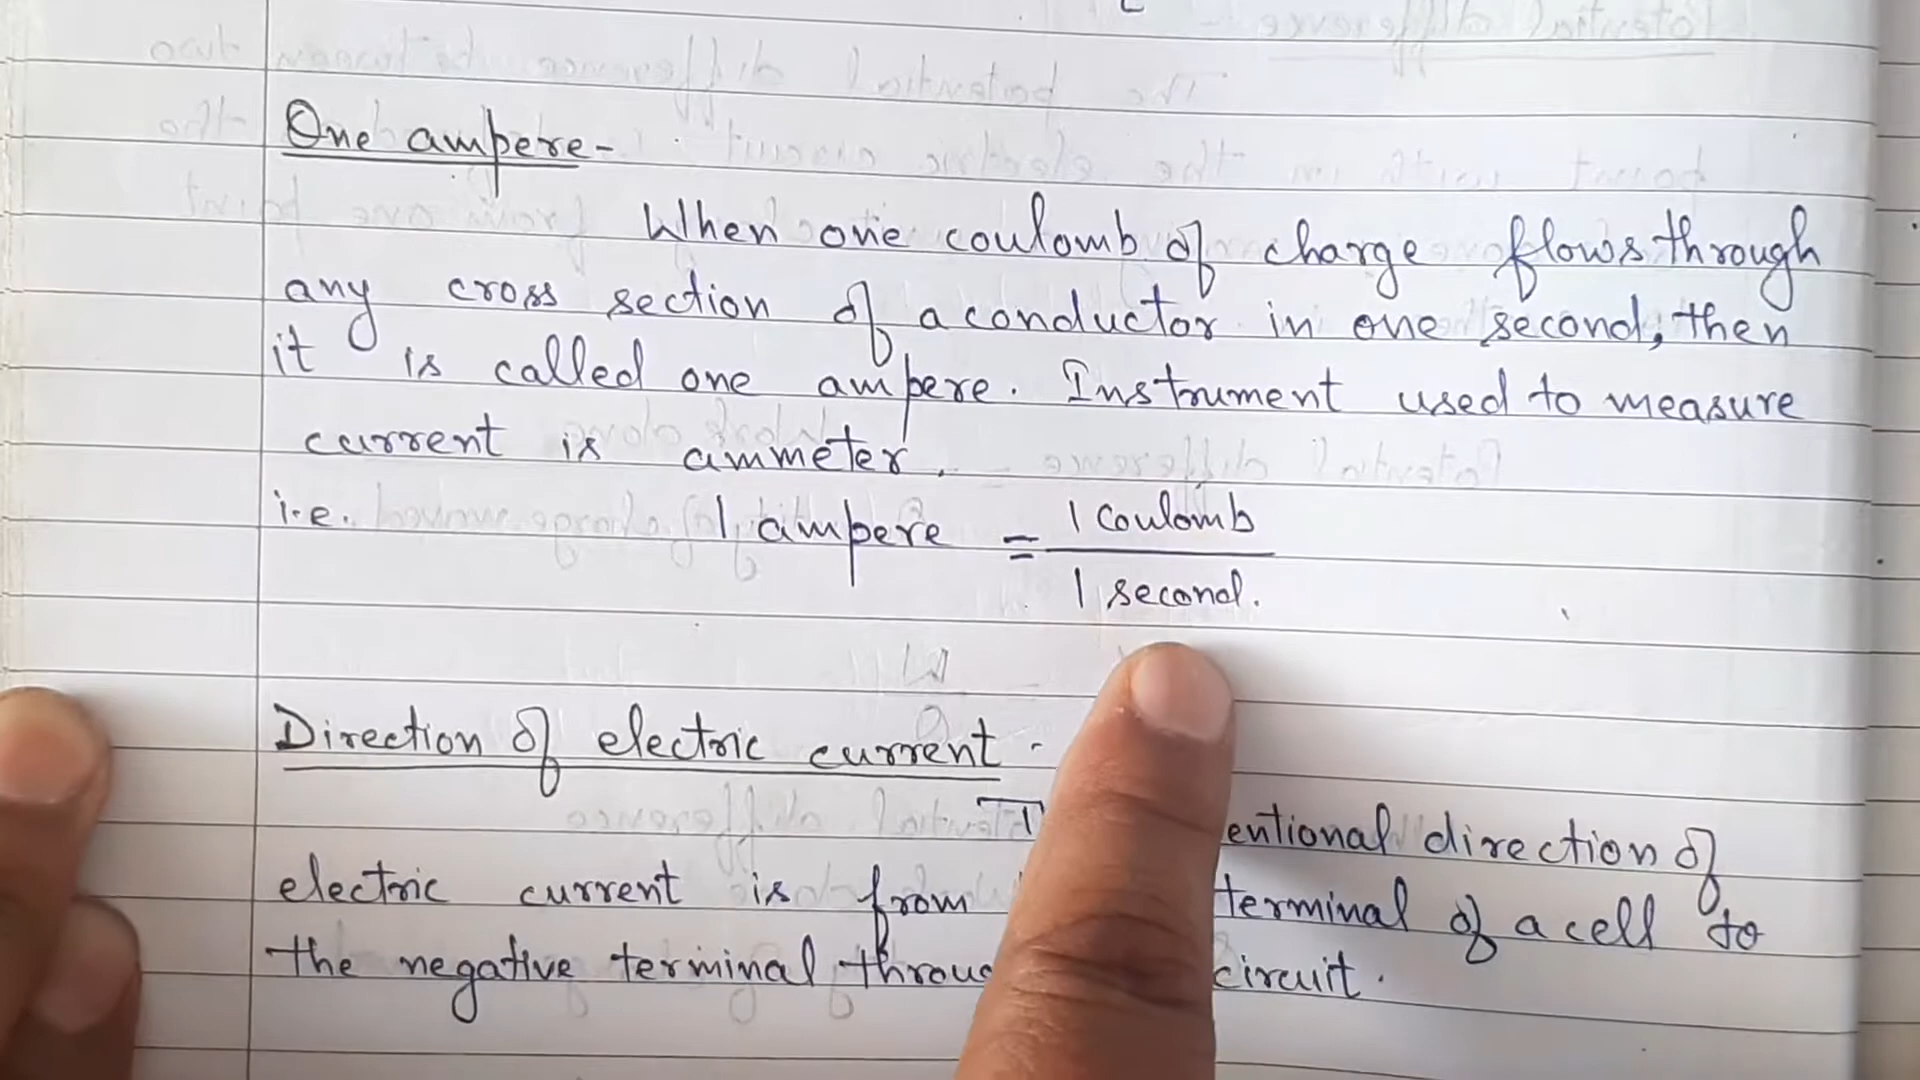 One ampere-
When one coulomb of charge flows through
any cross section of a conductor in one second, then
it is called one ampere. Instrument used to measure
current is ammeter.
i.e. 1 ampere = 1 Coulomb
1 second.
Direction of electric current -
entional direction of
electric current is from terminal of a cell to
the negative terminal throug circuit.